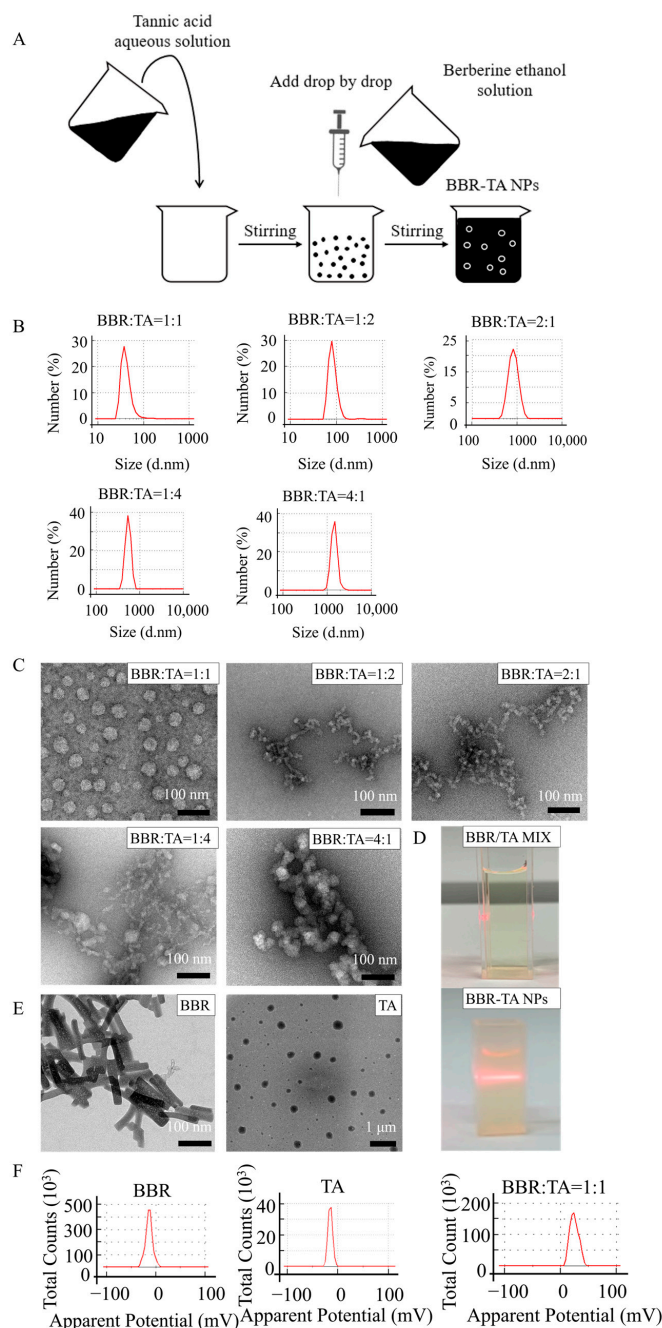 A
Tannic acid
aqueous solution
Add drop by drop
Berberine ethanol
solution
BBR-TA NPs
Stirring
Stirring
B
BBR:TA=1:1
Number (%)
30
20
10
0
10
100
1000
Size (d.nm)
BBR:TA=1:2
Number (%)
30
20
10
0
10
100
1000
Size (d.nm)
BBR:TA=2:1
Number (%)
25
15
5
0
100
1000
10,000
Size (d.nm)
BBR:TA=1:4
Number (%)
40
20
0
100
1000
10,000
Size (d.nm)
BBR:TA=4:1
Number (%)
40
20
0
100
1000
10,000
Size (d.nm)
C
BBR:TA=1:1
100 nm
BBR:TA=1:2
100 nm
BBR:TA=2:1
100 nm
BBR:TA=1:4
100 nm
BBR:TA=4:1
100 nm
D
BBR/TA MIX
BBR-TA NPs
E
BBR
100 nm
TA
1 μm
F
BBR
Total Counts (10³)
500
300
100
−100
0
100
Apparent Potential (mV)
TA
Total Counts (10³)
40
20
0
−100
0
100
Apparent Potential (mV)
BBR:TA=1:1
Total Count (10³)
200
100
0
−100
0
100
Apparent Potential (mV)